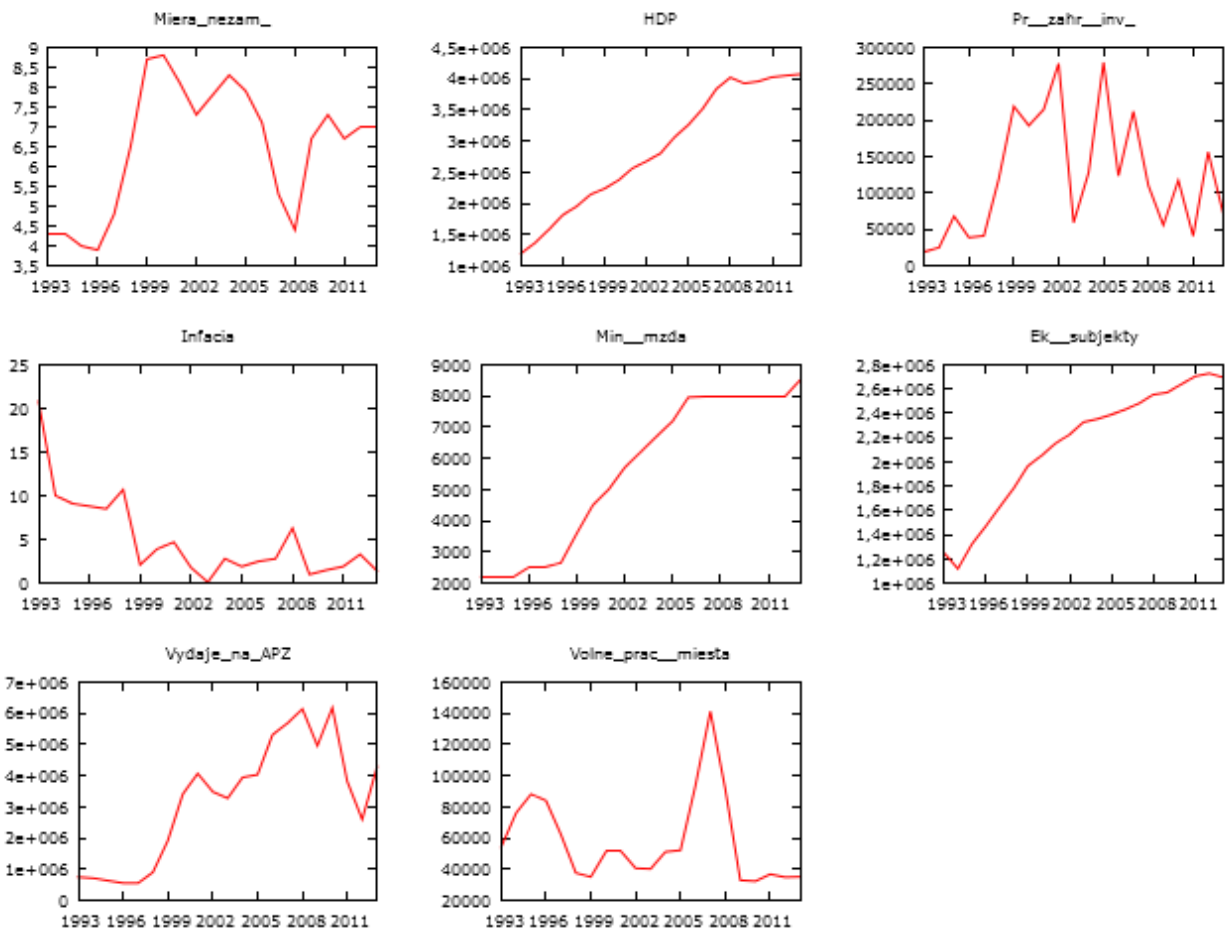 Miera_nezam_
9
8,5
8
7,5
7
6,5
6
5,5
5
4,5
4
3,5
1993 1996 1999 2002 2005 2008 2011
HDP
4,5e+006
4e+006
3,5e+006
3e+006
2,5e+006
2e+006
1,5e+006
1e+006
1993 1996 1999 2002 2005 2008 2011
Pr__zahr__inv_
300000
250000
200000
150000
100000
50000
0
1993 1996 1999 2002 2005 2008 2011
Infacia
25
20
15
10
5
0
1993 1996 1999 2002 2005 2008 2011
Min__mzda
9000
8000
7000
6000
5000
4000
3000
2000
1993 1996 1999 2002 2005 2008 2011
Ek__subjekty
2,8e+006
2,6e+006
2,4e+006
2,2e+006
2e+006
1,8e+006
1,6e+006
1,4e+006
1,2e+006
1e+006
1993 1996 1999 2002 2005 2008 2011
Vydaje_na_APZ
7e+006
6e+006
5e+006
4e+006
3e+006
2e+006
1e+006
0
1993 1996 1999 2002 2005 2008 2011
Volne_prac__miesta
160000
140000
120000
100000
80000
60000
40000
20000
1993 1996 1999 2002 2005 2008 2011